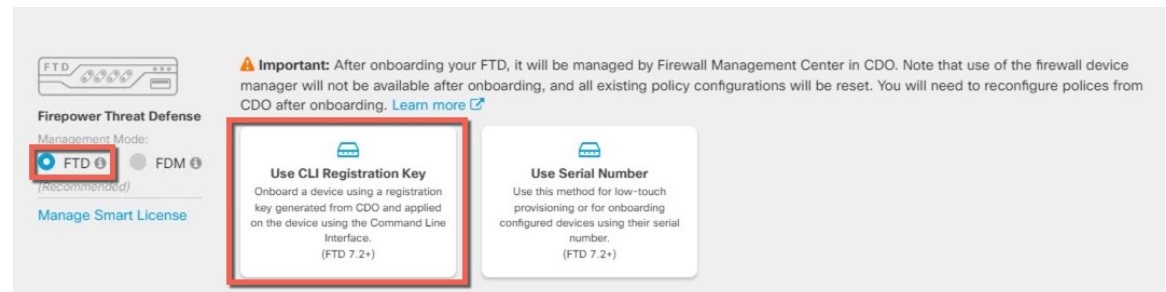 FTD
Firepower Threat Defense
Management Mode:
FTD FDM
(Recommended)
Manage Smart License
Important: After onboarding your FTD, it will be managed by Firewall Management Center in CDO. Note that use of the firewall device
manager will not be available after onboarding, and all existing policy configurations will be reset. You will need to reconfigure polices from
CDO after onboarding. Learn more
Use CLI Registration Key
Onboard a device using a registration
key generated from CDO and applied
on the device using the Command Line
Interface.
(FTD 7.2+)
Use Serial Number
Use this method for low-touch
provisioning or for onboarding
configured devices using their serial
number.
(FTD 7.2+)